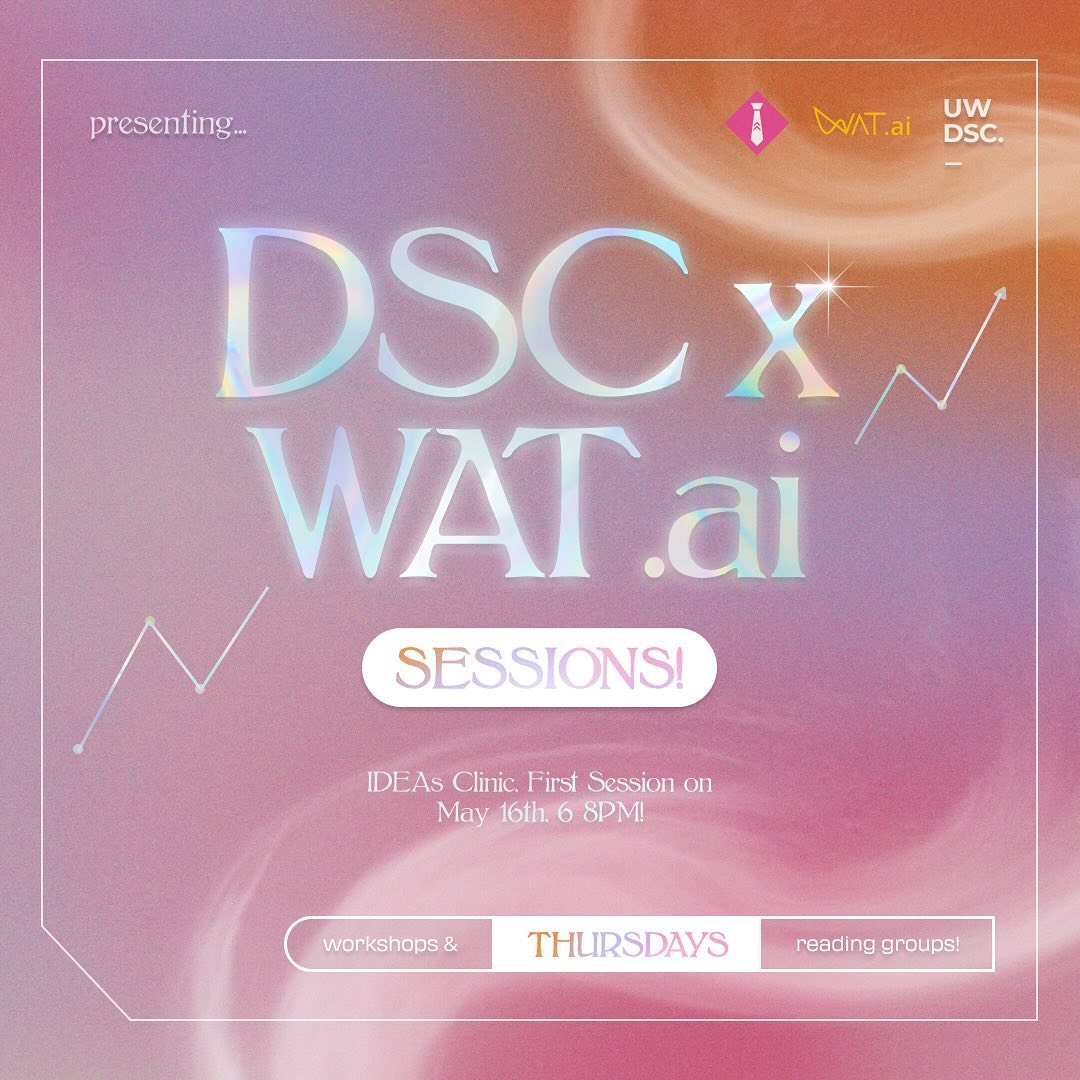 presenting...
WAT.ai
UW
DSC.
DSC x
WAT.ai
SESSIONS!
IDEAs Clinic, First Session on
May 16th, 6 8PM!
workshops & THURSDAYS reading groups!